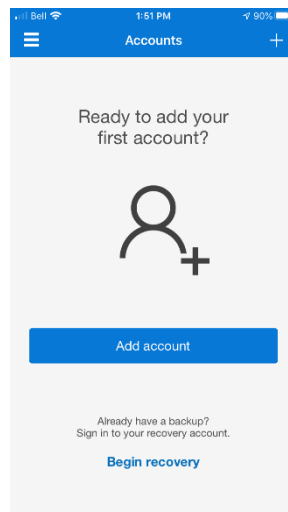 Bell 1:51 PM 90%
Accounts
Ready to add your
first account?
Add account
Already have a backup?
Sign in to your recovery account.
Begin recovery